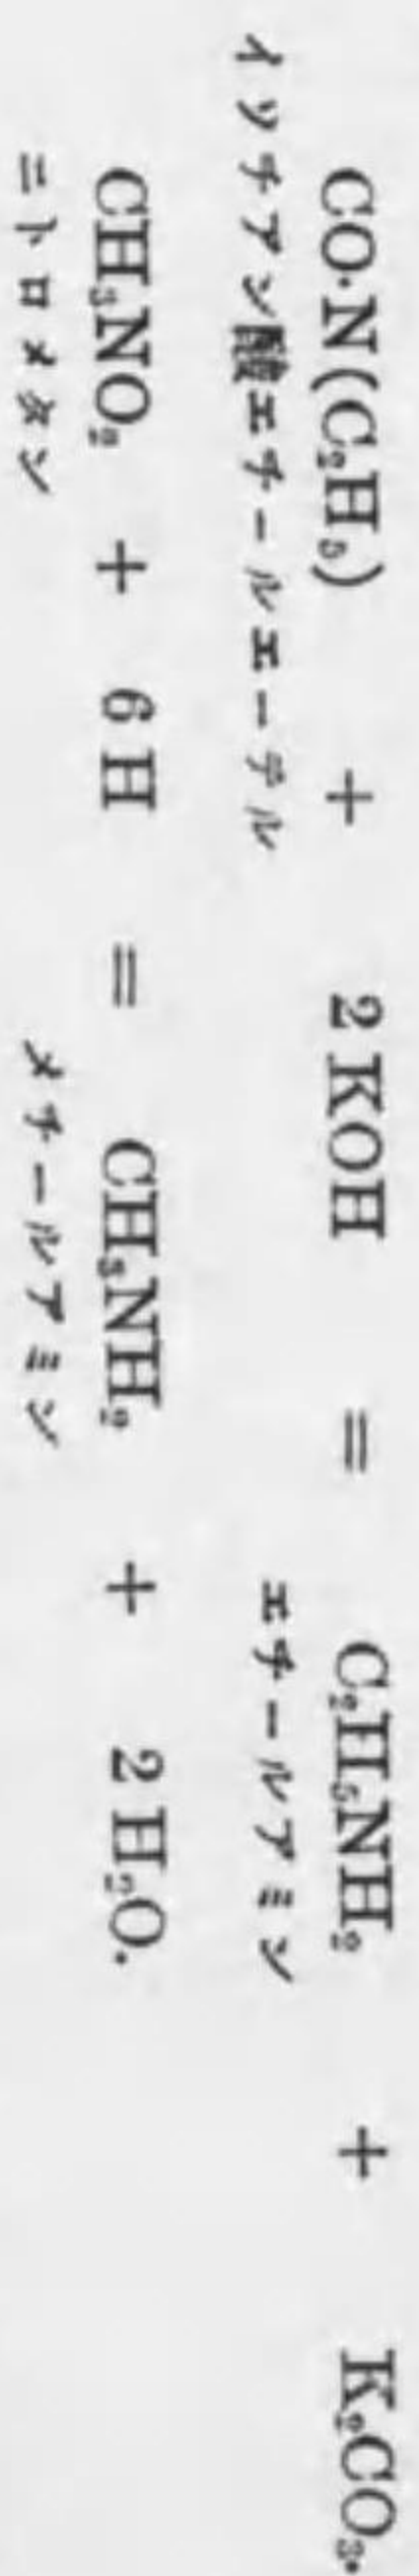 CO·N(C₂H₅) + 2 KOH = C₂H₅NH₂ + K₂CO₃.
イソチアン酸エチールエーテル エチールアミン
CH₃NO₂ + 6 H = CH₃NH₂ + 2 H₂O.
ニトロメタン メチールアミン